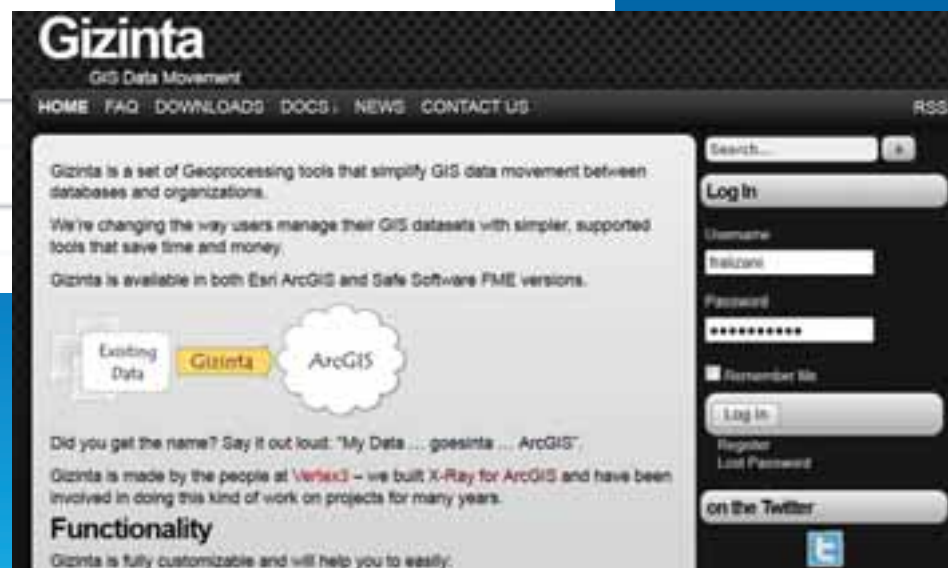 Gizinta
GIS Data Movement
HOME FAQ DOWNLOADS DOCS↓ NEWS CONTACT US RSS
Gizinta is a set of Geoprocessing tools that simplify GIS data movement between
databases and organizations.
We're changing the way users manage their GIS datasets with simpler, supported
tools that save time and money.
Gizinta is available in both Esri ArcGIS and Safe Software FME versions.
Existing
Data
Gizinta
ArcGIS
Did you get the name? Say it out loud: "My Data ... goesinta ... ArcGIS".
Gizinta is made by the people at Vertex3 – we built X-Ray for ArcGIS and have been
involved in doing this kind of work on projects for many years.
Functionality
Gizinta is fully customizable and will help you to easily:
Search...
Log In
Username
Password
Remember Me
Log In
Register
Lost Password
on the Twitter
t